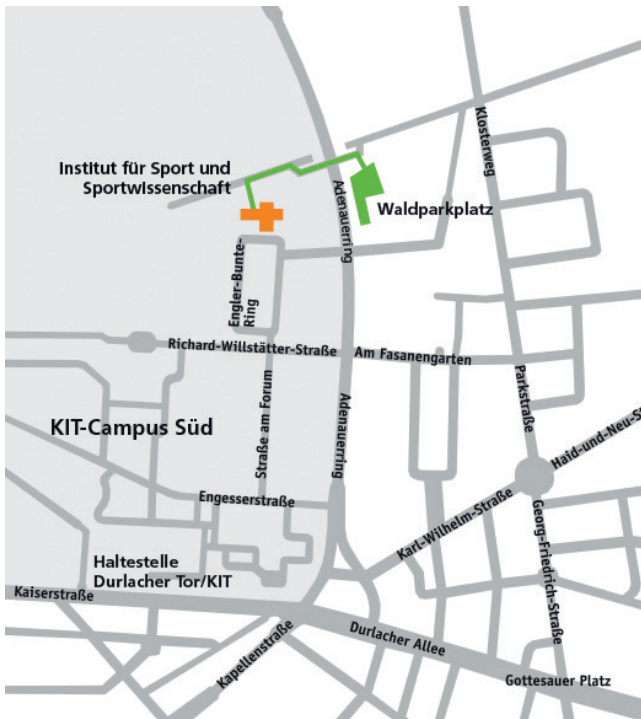 Klosterweg
Institut für Sport und
Sportwissenschaft
Adenauerring
Waldparkplatz
Engler-Bunte-
Ring
Richard-Willstätter-Straße
Am Fasanengarten
Parkstraße
KIT-Campus Süd
Straße am Forum
Adenauerring
Haid-und-Neu-S
Engesserstraße
Karl-Wilhelm-Straße
Georg-Friedrich-Straße
Haltestelle
Durlacher Tor/KIT
Kaiserstraße
Kapellenstraße
Durlacher Allee
Gottesauer Platz